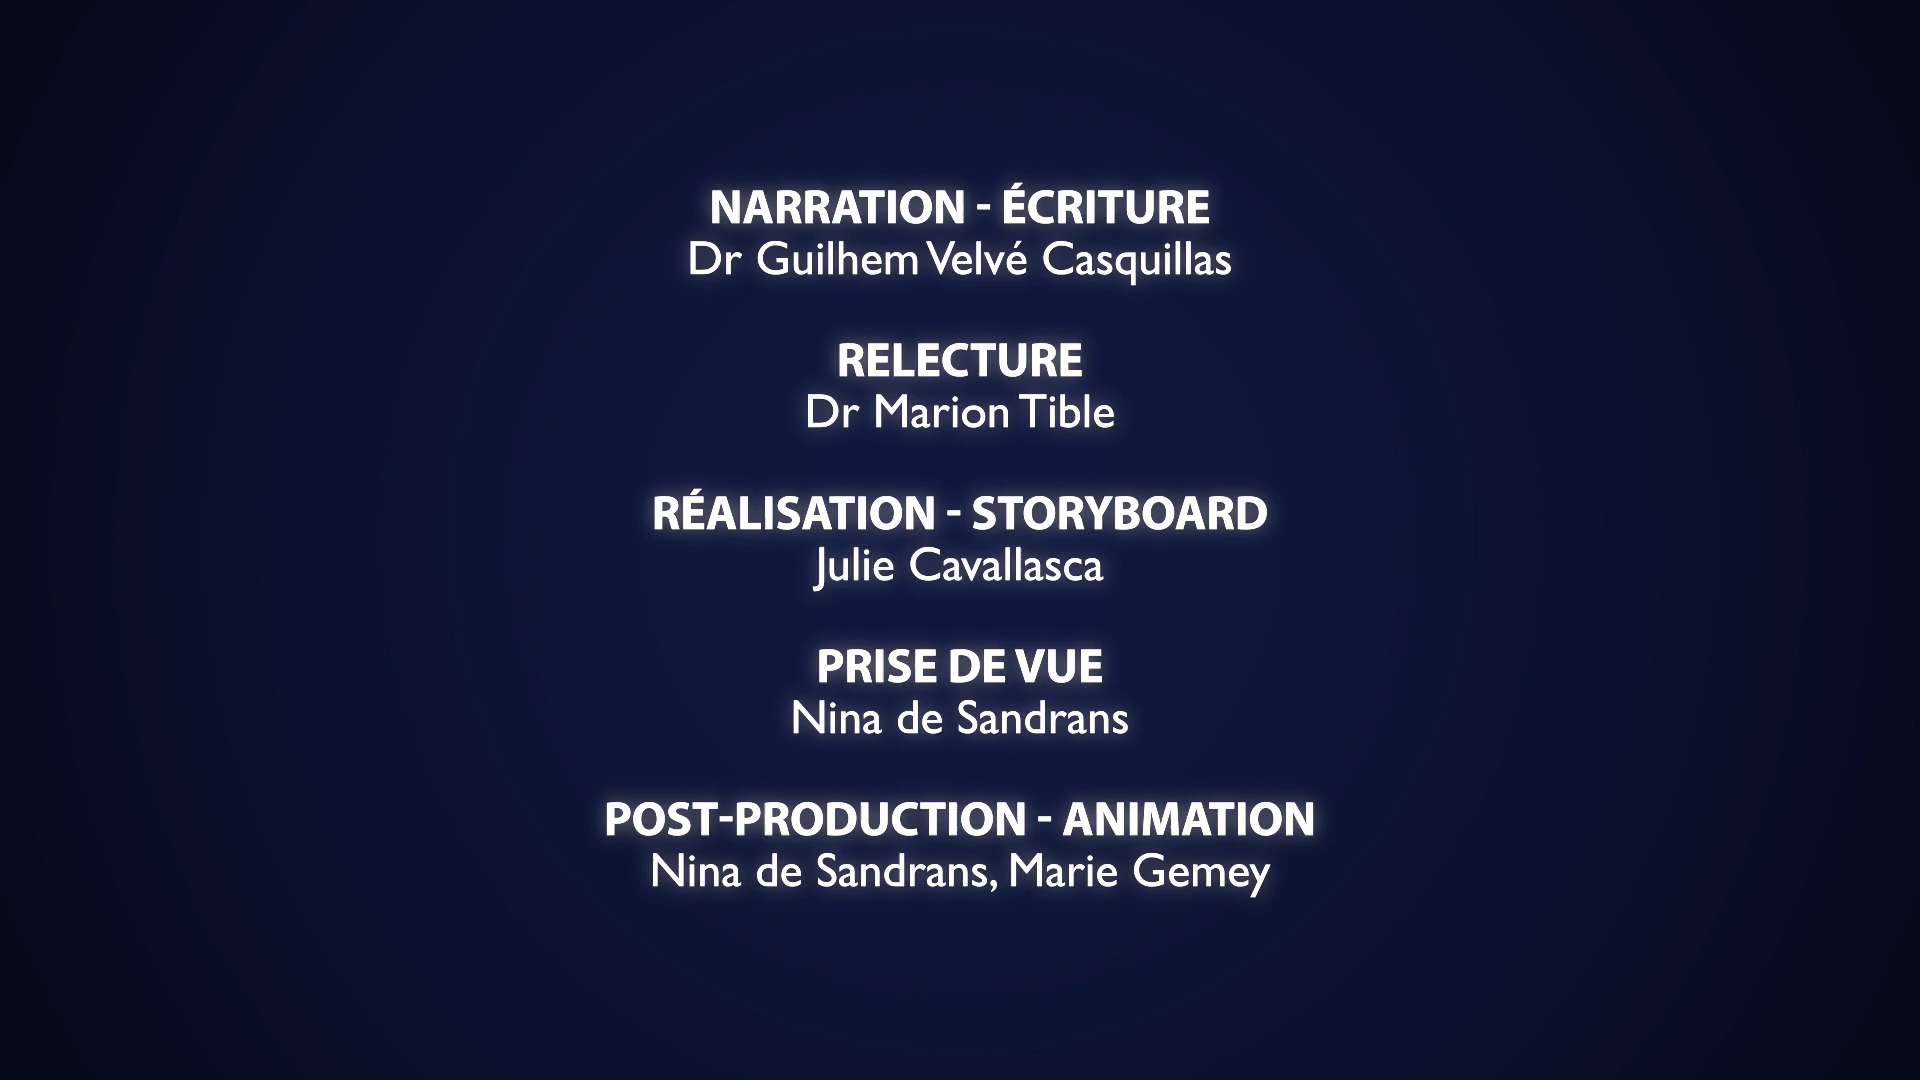 NARRATION - ÉCRITURE
Dr Guilhem Velvé Casquillas
RELECTURE
Dr Marion Tible
RÉALISATION - STORYBOARD
Julie Cavallasca
PRISE DE VUE
Nina de Sandrans
POST-PRODUCTION - ANIMATION
Nina de Sandrans, Marie Gemey